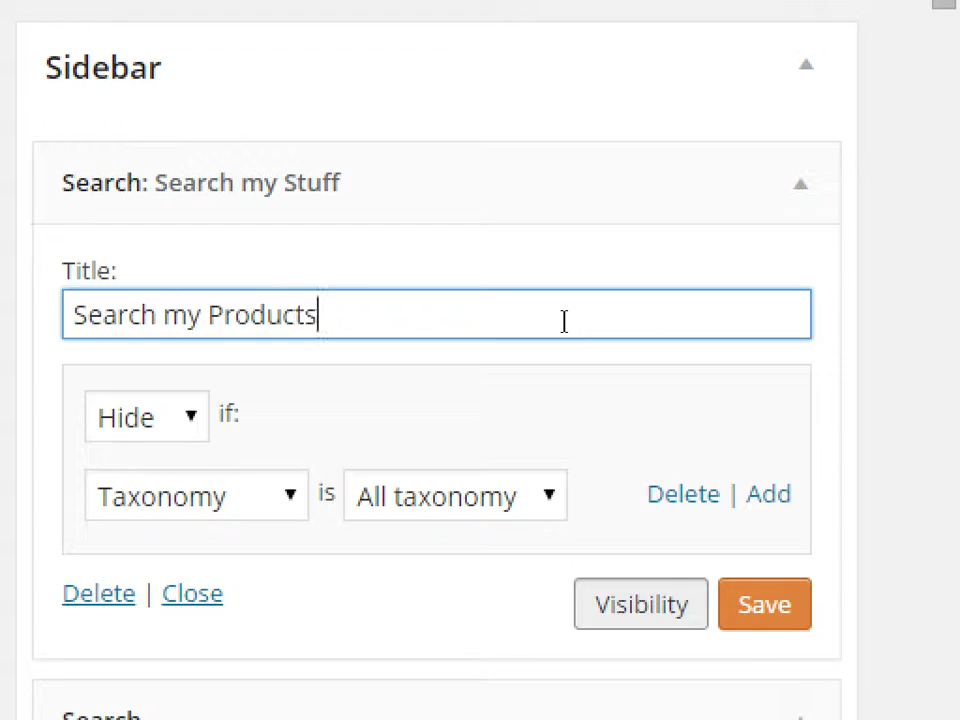 Sidebar
Search: Search my Stuff
Title:
Search my Products
Hide if:
Taxonomy is All taxonomy Delete | Add
Delete | Close Visibility Save
Search